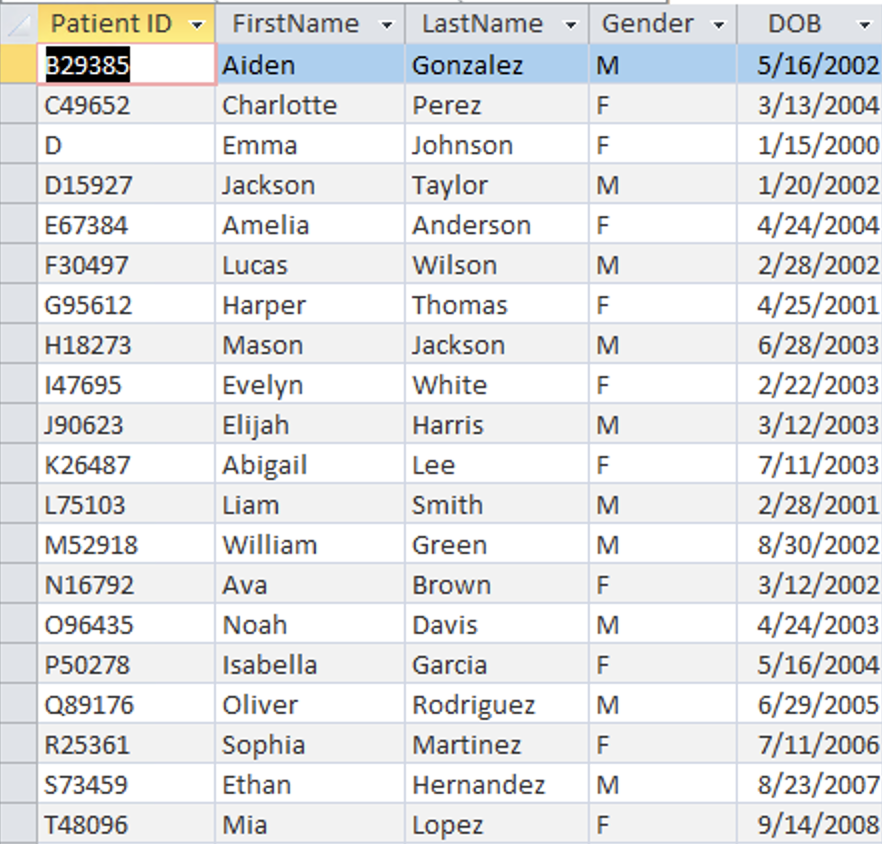 Patient ID FirstName LastName Gender DOB
B29385 Aiden Gonzalez M 5/16/2002
C49652 Charlotte Perez F 3/13/2004
D Emma Johnson F 1/15/2000
D15927 Jackson Taylor M 1/20/2002
E67384 Amelia Anderson F 4/24/2004
F30497 Lucas Wilson M 2/28/2002
G95612 Harper Thomas F 4/25/2001
H18273 Mason Jackson M 6/28/2003
I47695 Evelyn White F 2/22/2003
J90623 Elijah Harris M 3/12/2003
K26487 Abigail Lee F 7/11/2003
L75103 Liam Smith M 2/28/2001
M52918 William Green M 8/30/2002
N16792 Ava Brown F 3/12/2002
O96435 Noah Davis M 4/24/2003
P50278 Isabella Garcia F 5/16/2004
Q89176 Oliver Rodriguez M 6/29/2005
R25361 Sophia Martinez F 7/11/2006
S73459 Ethan Hernandez M 8/23/2007
T48096 Mia Lopez F 9/14/2008